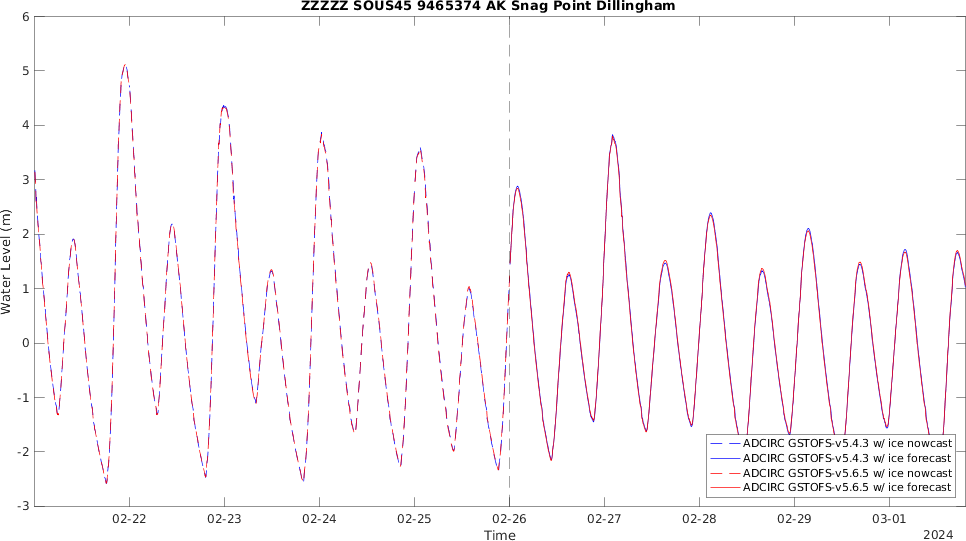 ZZZZZ SOUS45 9465374 AK Snag Point Dillingham
6
5
4
3
2
1
0
-1
-2
-3
Water Level (m)
02-22 02-23 02-24 02-25 02-26 02-27 02-28 02-29 03-01
Time
2024
ADCIRC GSTOFS-v5.4.3 w/ ice nowcast
ADCIRC GSTOFS-v5.4.3 w/ ice forecast
ADCIRC GSTOFS-v5.6.5 w/ ice nowcast
ADCIRC GSTOFS-v5.6.5 w/ ice forecast